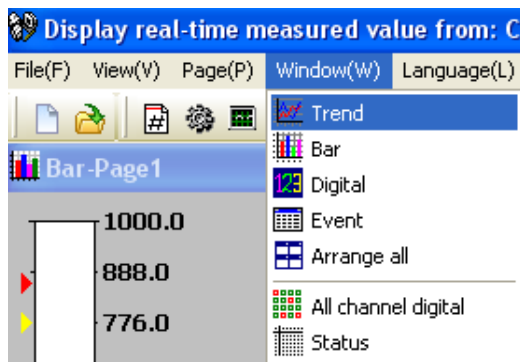 Display real-time measured value from: C
File(F) View(V) Page(P) Window(W) Language(L)
Trend
Bar
Digital
Event
Arrange all
All channel digital
Status
Bar-Page1
1000.0
888.0
776.0